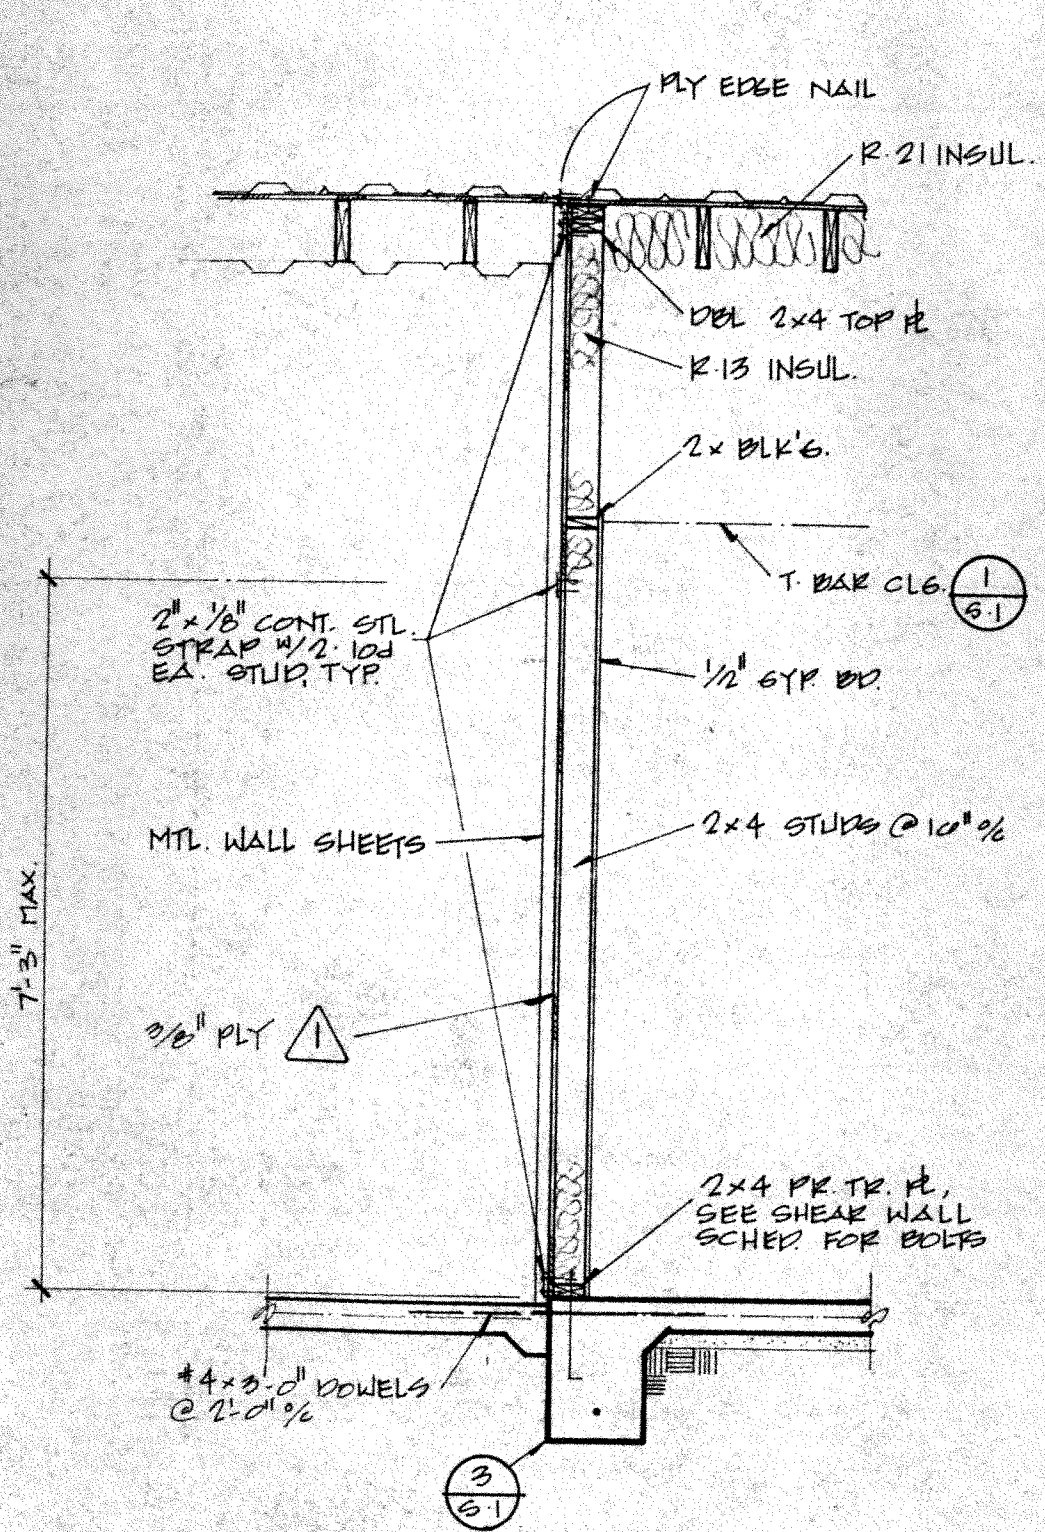 PLY EDGE NAIL
R-21 INSUL.
DBL 2x4 TOP PL
R-13 INSUL.
2x BLK'G.
T-BAR CLG.
1
S-1
2" x 1/8" CONT. STL.
STRAP W/2-10d
EA. STUD, TYP.
1/2" GYP. BD.
MTL. WALL SHEETS
2x4 STUDS @ 16" o/c
7'-3" MAX.
3/8" PLY
1
2x4 PR. TR. PL,
SEE SHEAR WALL
SCHED. FOR BOLTS
#4 x 3'-0" DOWELS
@ 2'-0" o/c
3
S-1